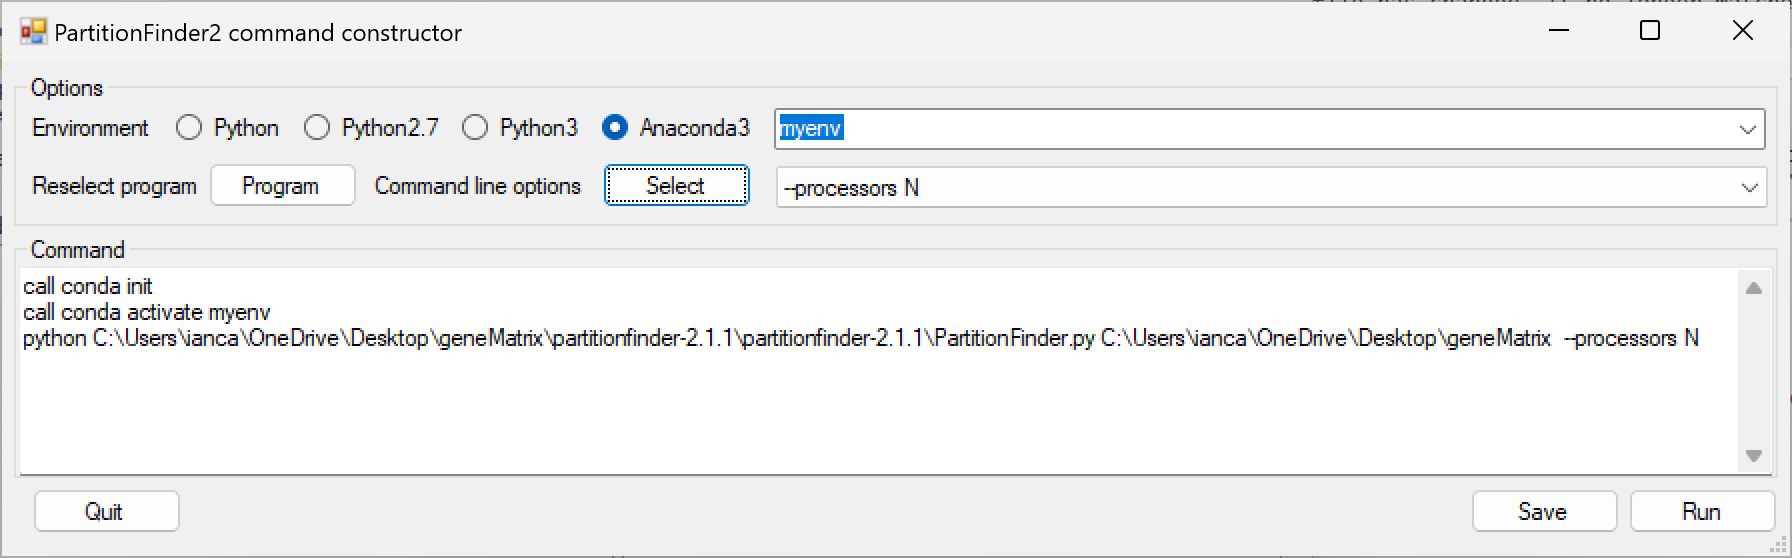 PartitionFinder2 command constructor
Options
Environment Python Python2.7 Python3 Anaconda3 myenv
Reselect program Program Command line options Select --processors N
Command
call conda init
call conda activate myenv
python C:\Users\ianca\OneDrive\Desktop\geneMatrix\partitionfinder-2.1.1\partitionfinder-2.1.1\PartitionFinder.py C:\Users\ianca\OneDrive\Desktop\geneMatrix --processors N
Quit Save Run